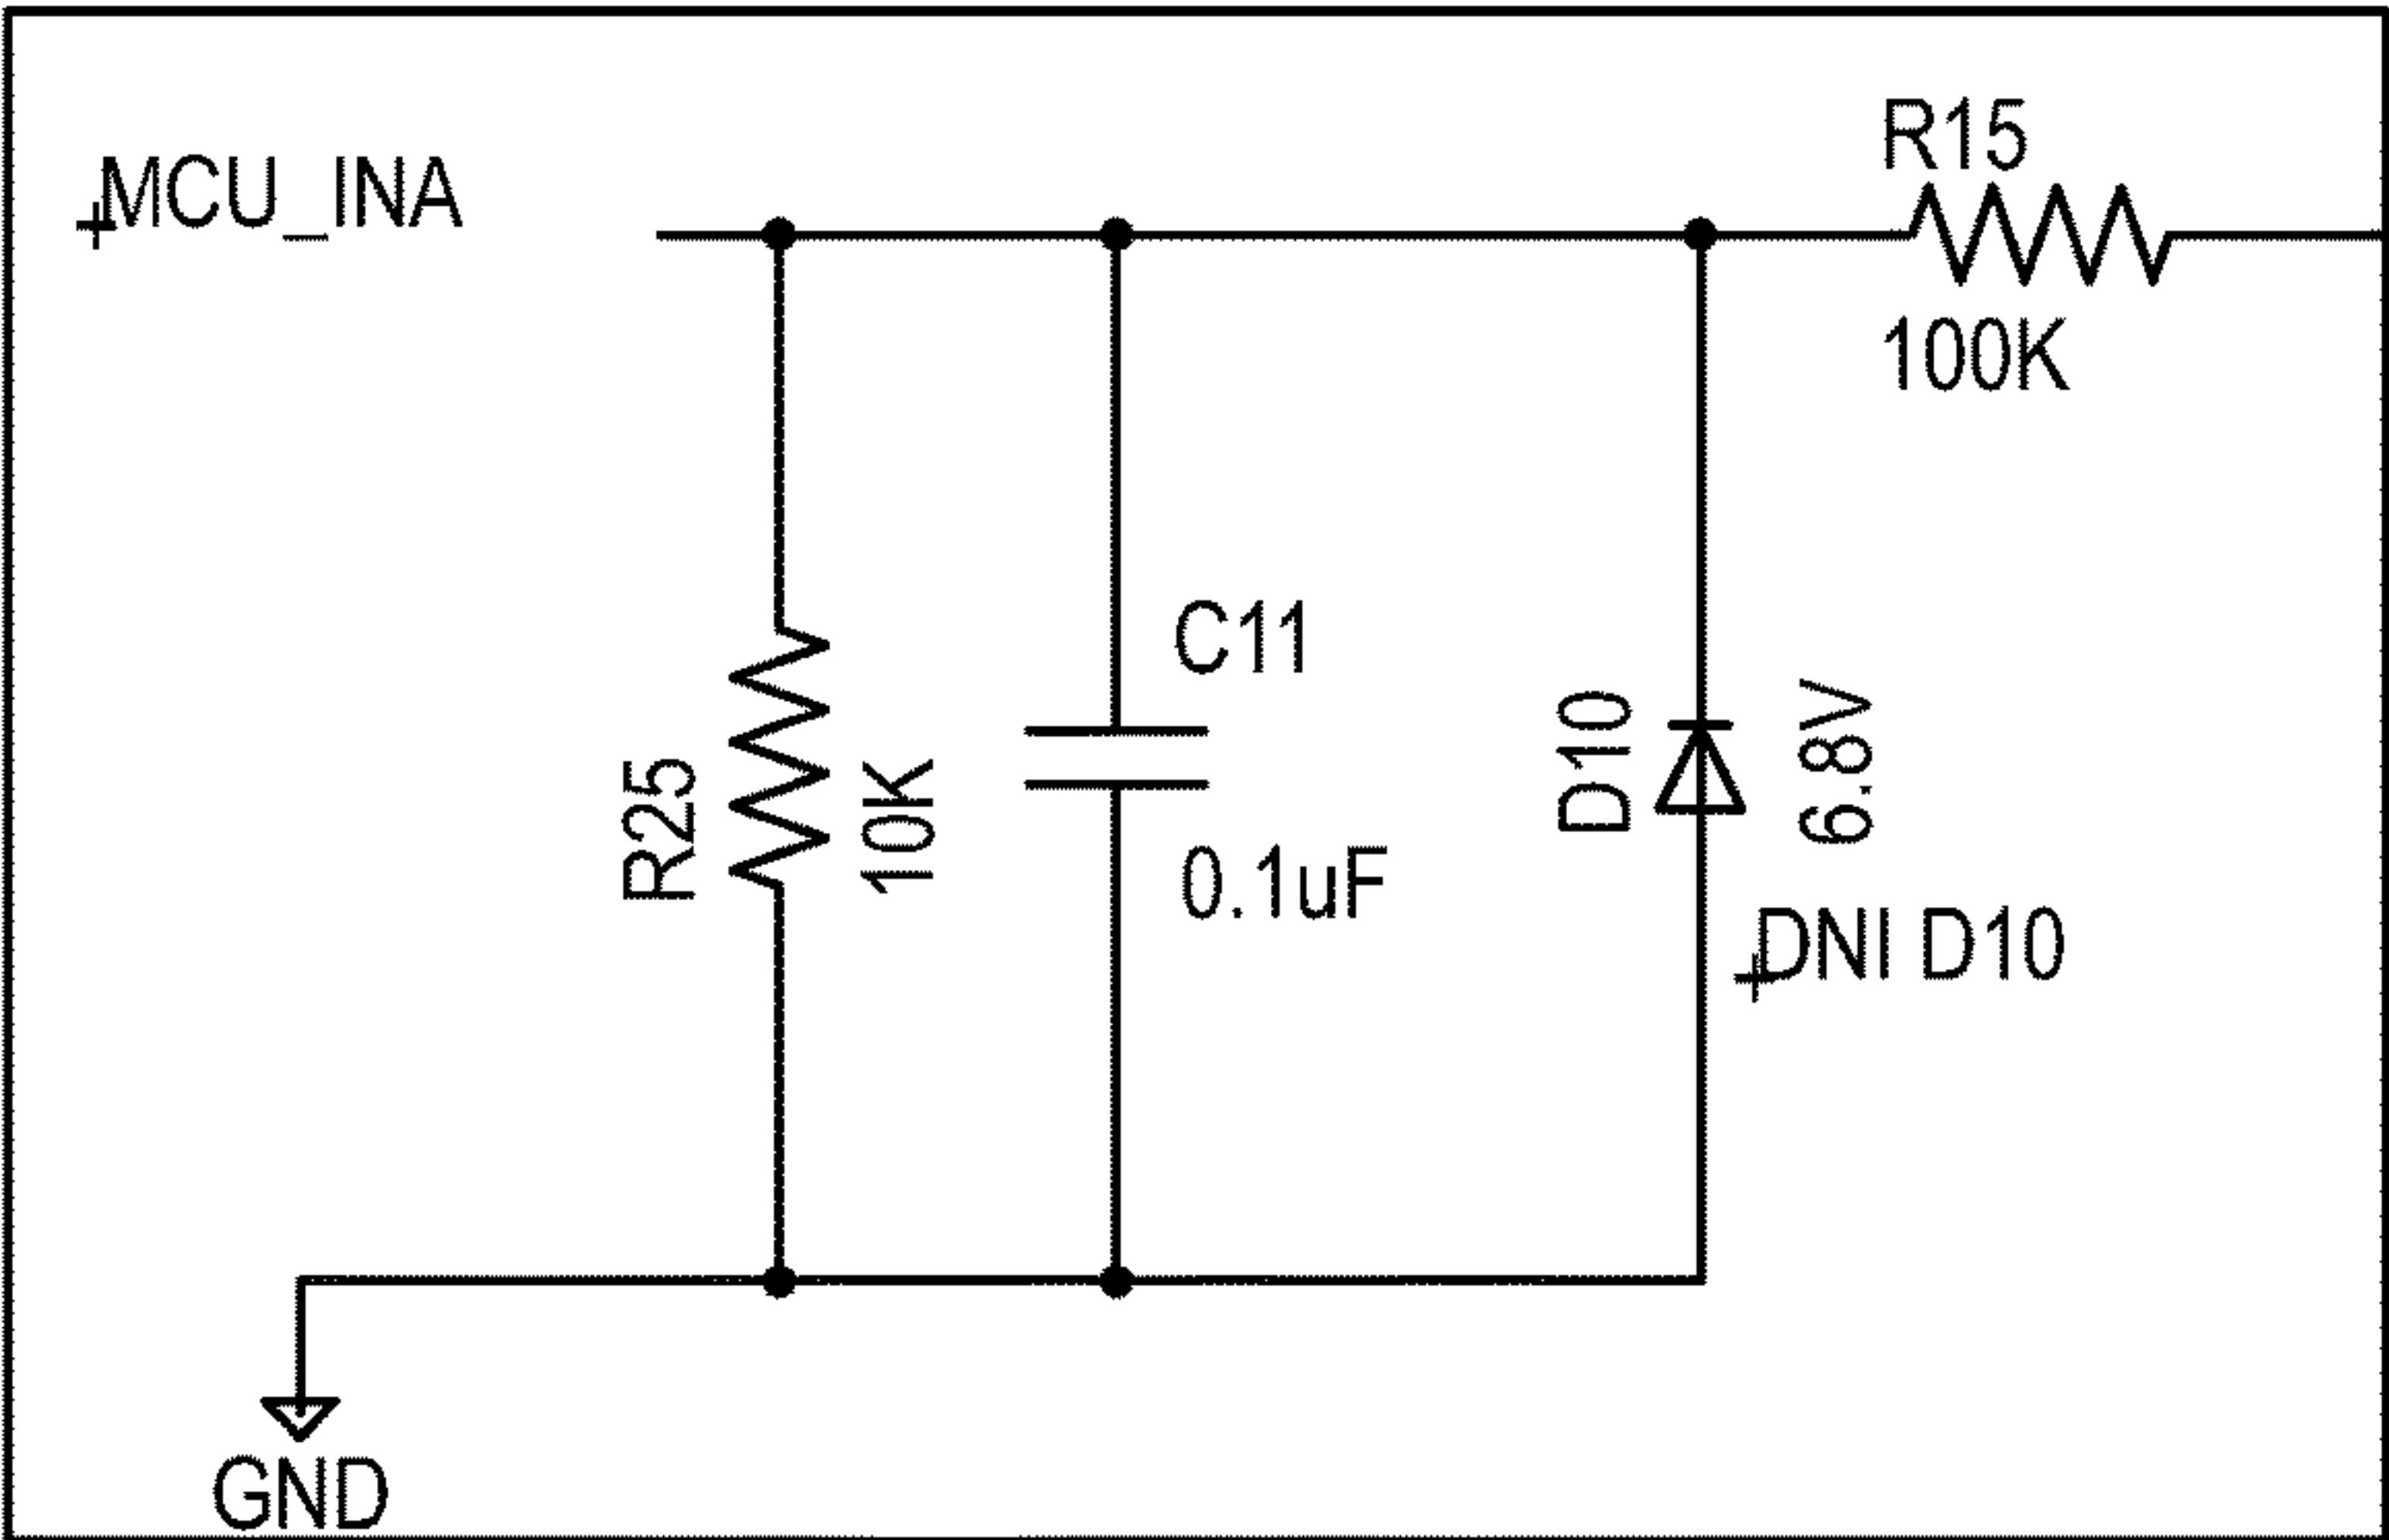 R15
MCU_INA
100K
C11
R25
10K
D10
6.8V
0.1uF
DNI D10
GND